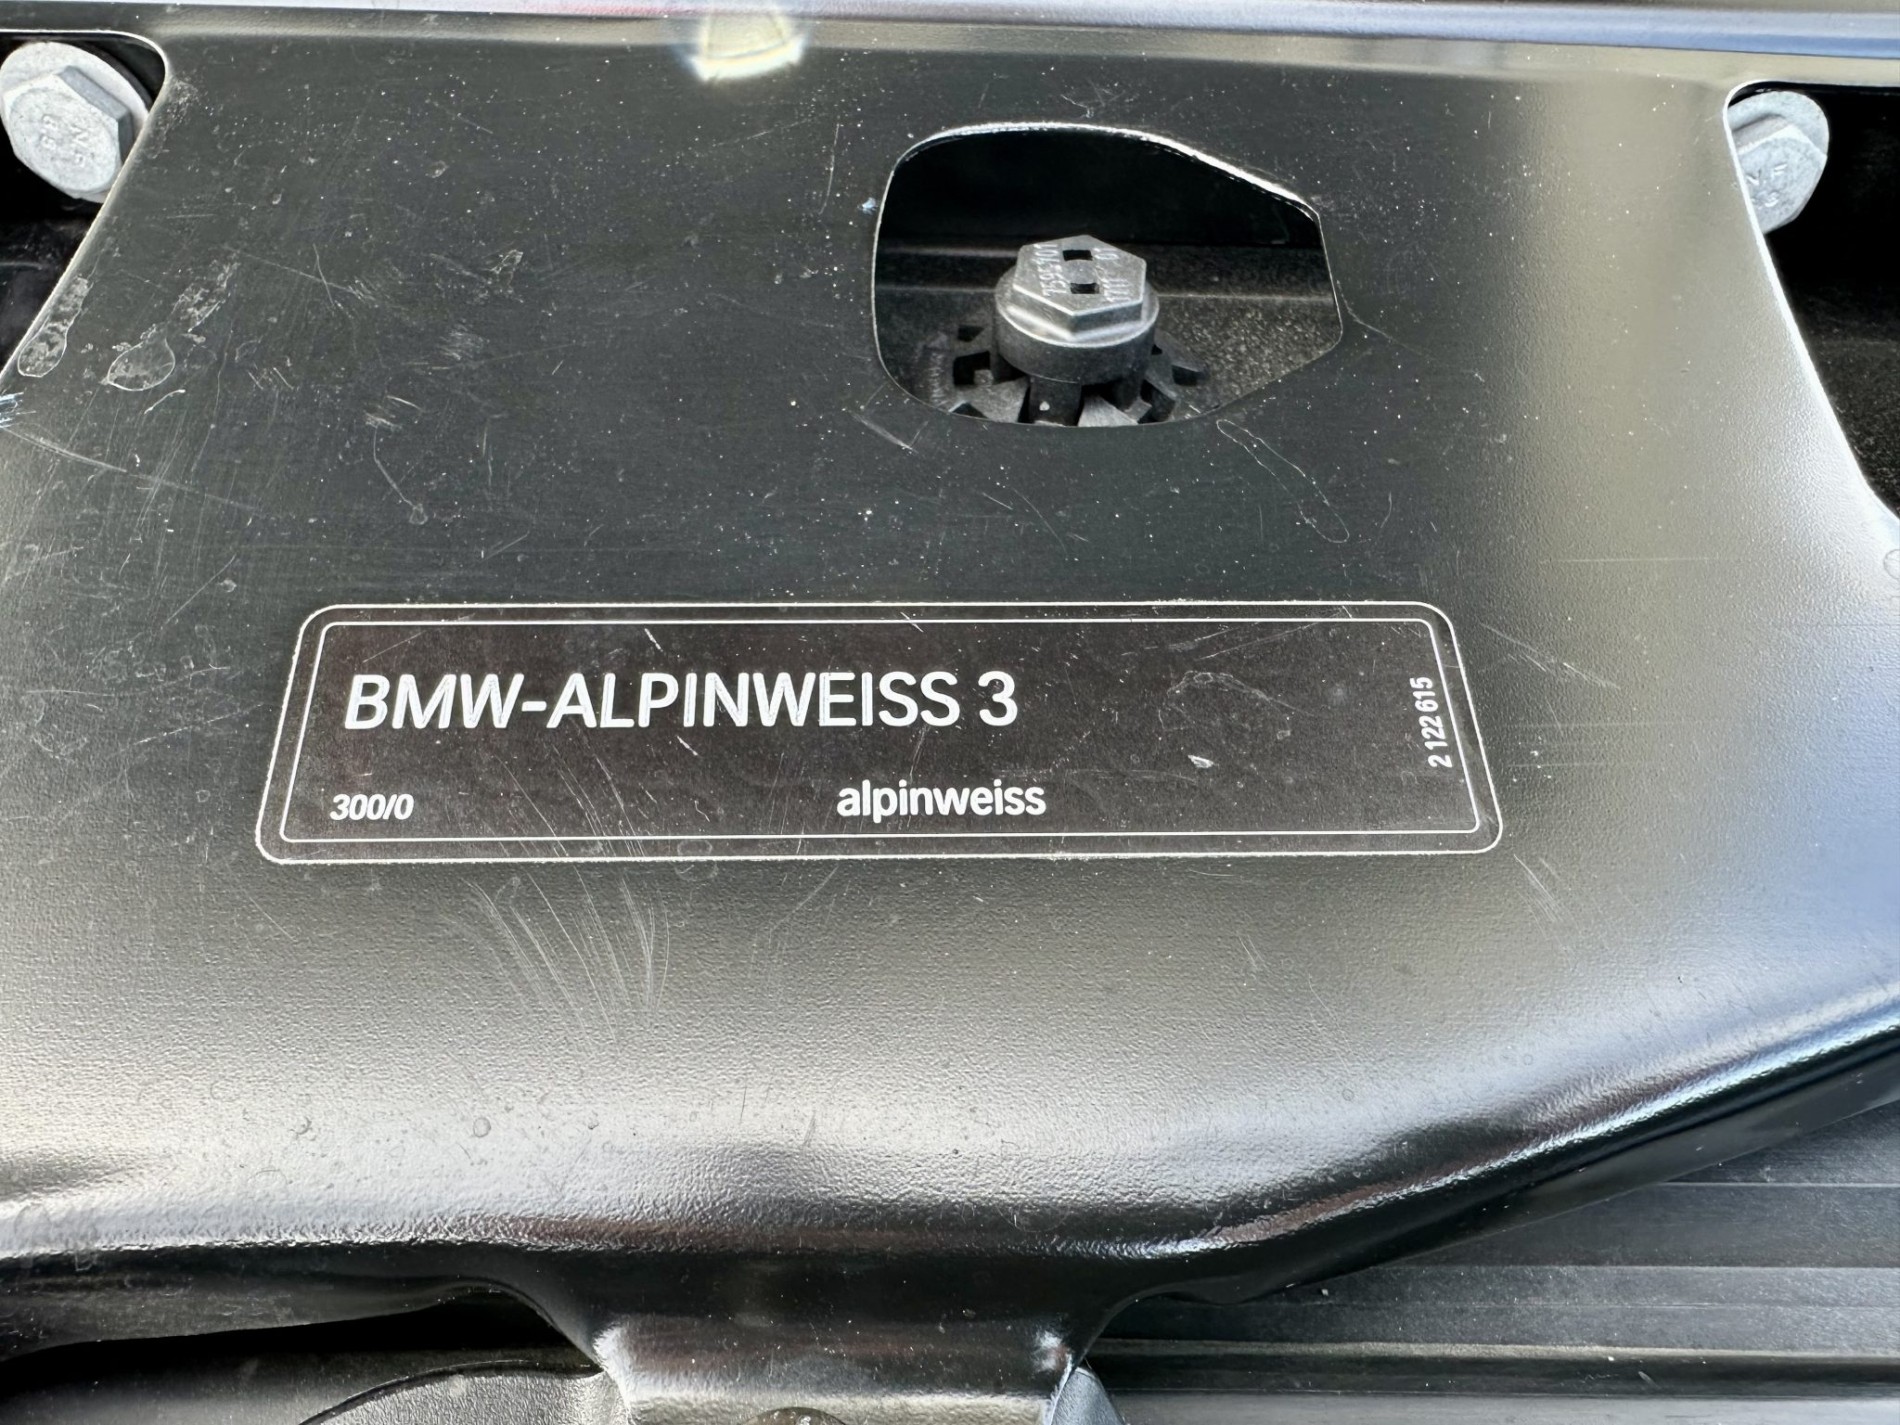 BMW-ALPINWEISS 3
300/0
alpinweiss
2 122 615